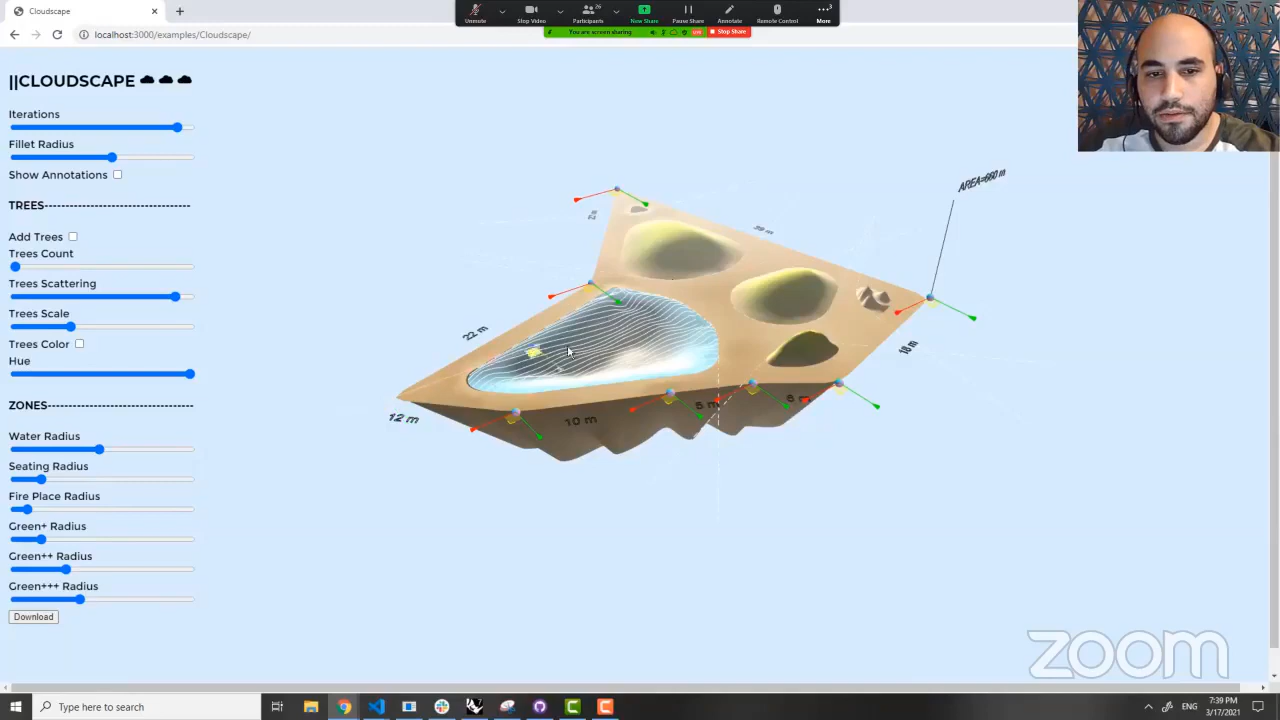 Cloudscape
Unmute
Stop Video
Participants
26
New Share
Pause Share
Annotate
Remote Control
More
3
You are screen sharing
Stop Share
localhost:3000/examples/Cloudscape/
||CLOUDSCAPE
Iterations
Fillet Radius
Show Annotations
TREES
Add Trees
Trees Count
Trees Scattering
Trees Scale
Trees Color
Hue
ZONES
Water Radius
Seating Radius
Fire Place Radius
Green+ Radius
Green++ Radius
Green+++ Radius
Download
AREA=660 m
39 m
22 m
18 m
12 m
10 m
5 m
zoom
Type here to search
ENG
7:39 PM
3/17/2021